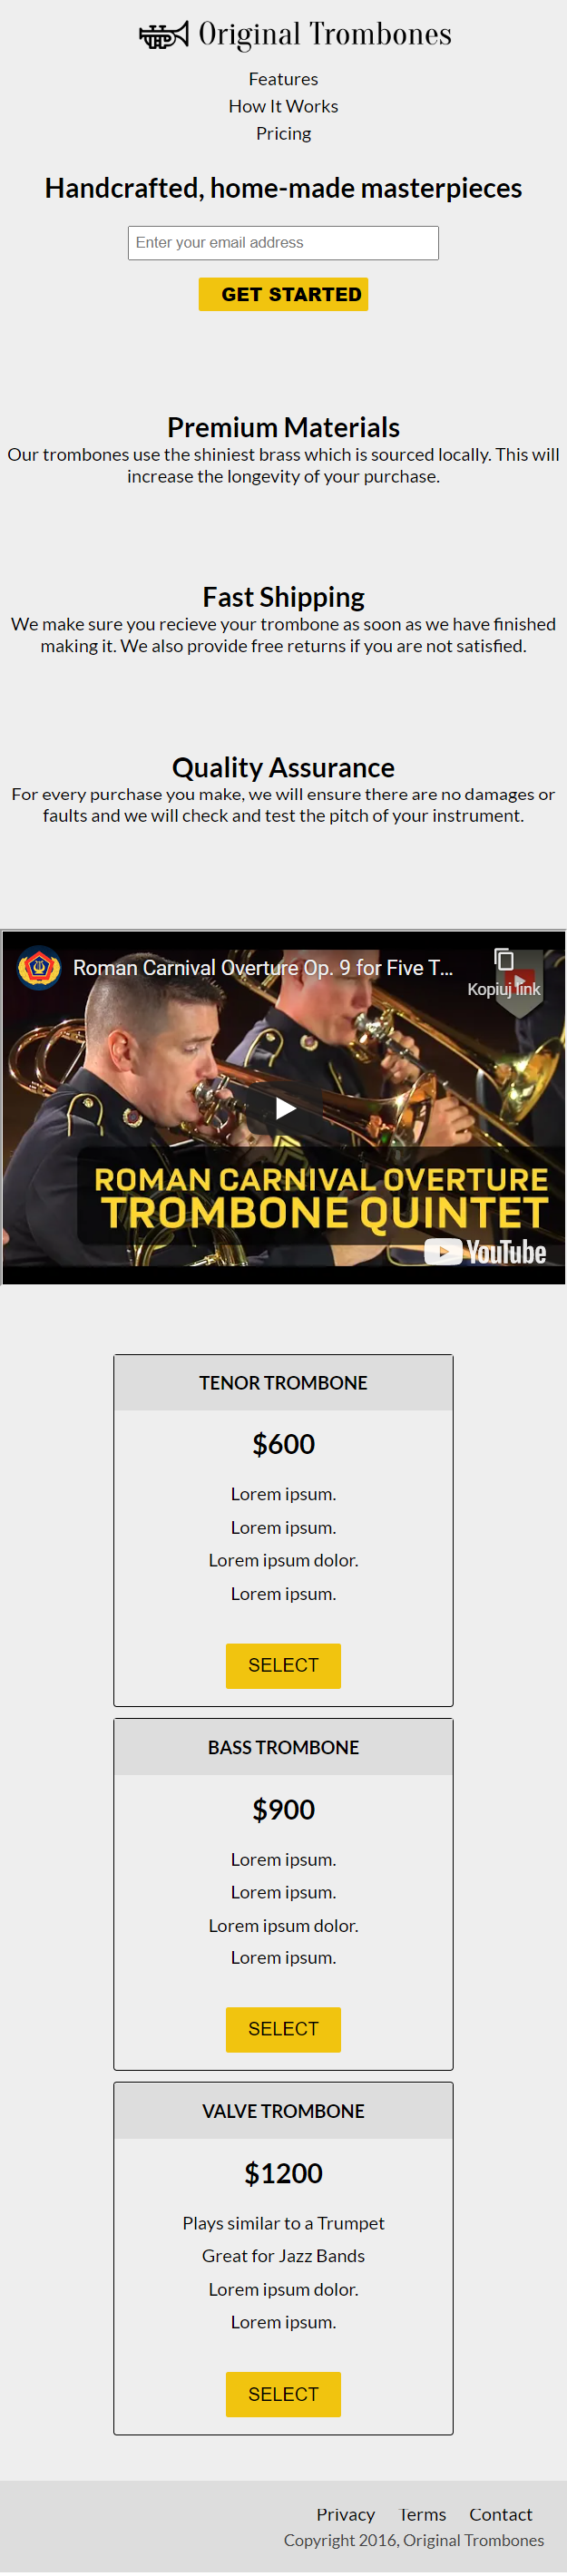 Original Trombones
Features
How It Works
Pricing
Handcrafted, home-made masterpieces
Enter your email address
GET STARTED
Premium Materials
Our trombones use the shiniest brass which is sourced locally. This will
increase the longevity of your purchase.
Fast Shipping
We make sure you recieve your trombone as soon as we have finished
making it. We also provide free returns if you are not satisfied.
Quality Assurance
For every purchase you make, we will ensure there are no damages or
faults and we will check and test the pitch of your instrument.
Roman Carnival Overture Op. 9 for Five T...
Kopiuj link
ROMAN CARNIVAL OVERTURE
TROMBONE QUINTET
YouTube
TENOR TROMBONE
$600
Lorem ipsum.
Lorem ipsum.
Lorem ipsum dolor.
Lorem ipsum.
SELECT
BASS TROMBONE
$900
Lorem ipsum.
Lorem ipsum.
Lorem ipsum dolor.
Lorem ipsum.
SELECT
VALVE TROMBONE
$1200
Plays similar to a Trumpet
Great for Jazz Bands
Lorem ipsum dolor.
Lorem ipsum.
SELECT
Privacy Terms Contact
Copyright 2016, Original Trombones